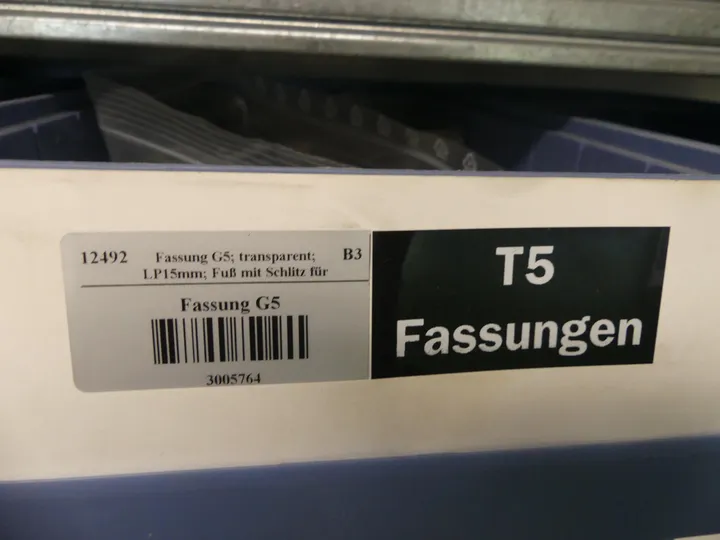 12492 Fassung G5; transparent; B3
LP15mm; Fuß mit Schlitz für
Fassung G5
3005764
T5
Fassungen